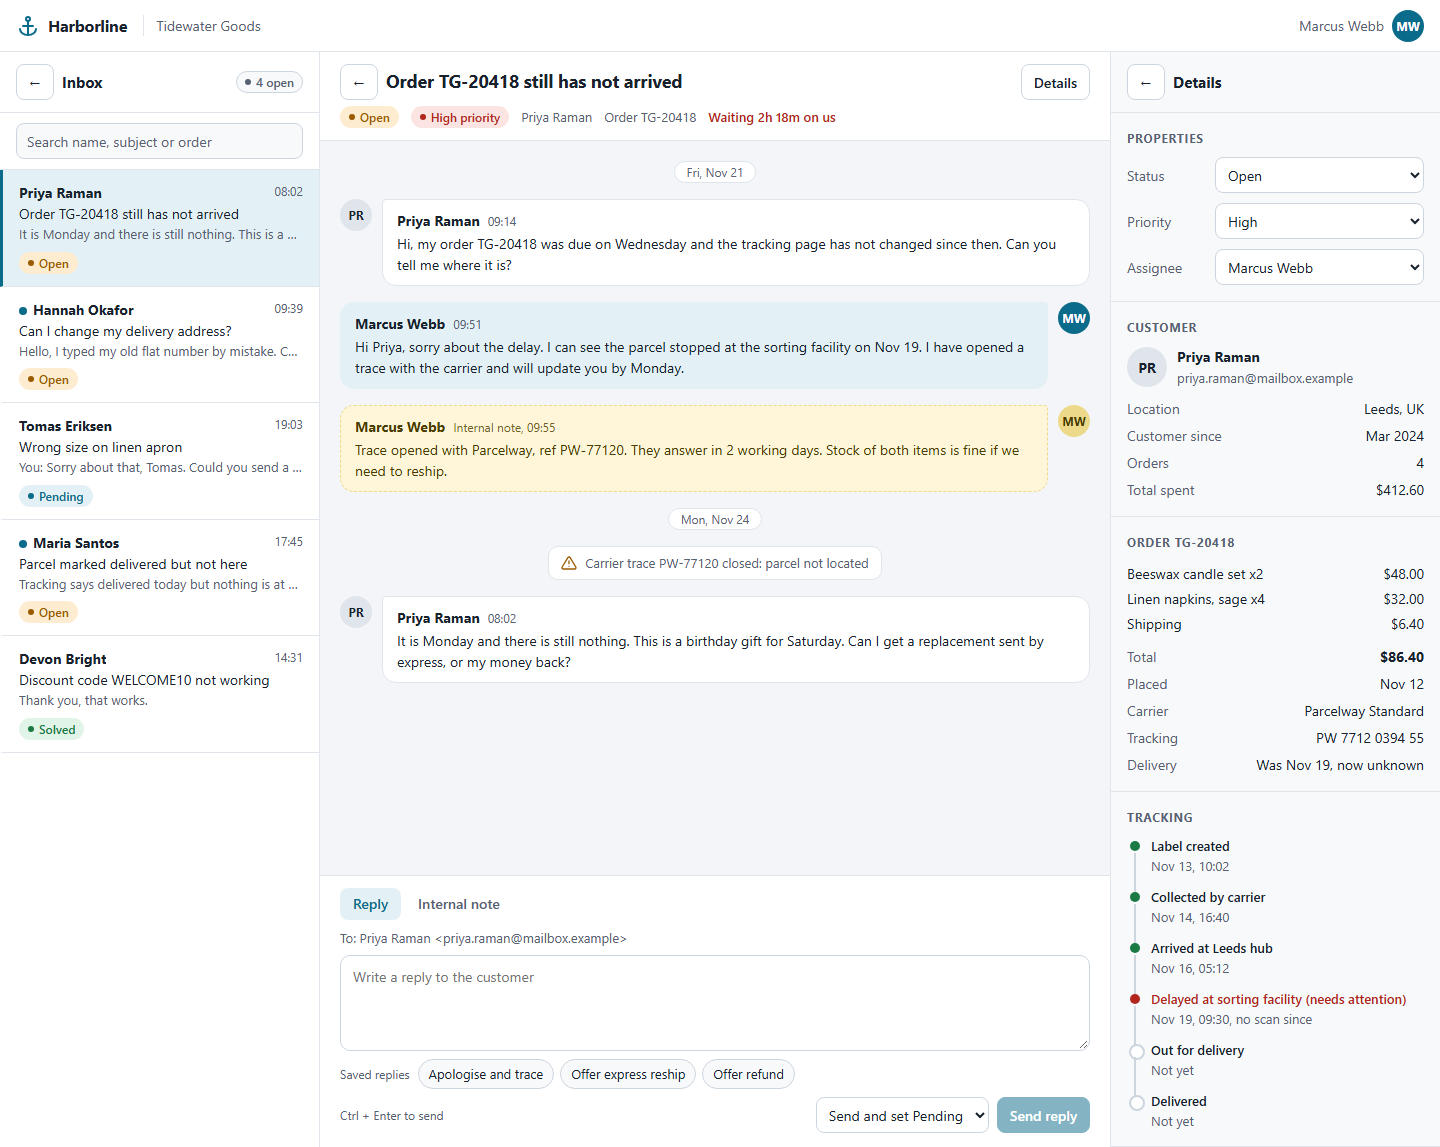 Harborline
Tidewater Goods
Marcus Webb
MW
←
Inbox
4 open
Search name, subject or order
Priya Raman
08:02
Order TG-20418 still has not arrived
It is Monday and there is still nothing. This is a ...
Open
Hannah Okafor
09:39
Can I change my delivery address?
Hello, I typed my old flat number by mistake. C...
Open
Tomas Eriksen
19:03
Wrong size on linen apron
You: Sorry about that, Tomas. Could you send a ...
Pending
Maria Santos
17:45
Parcel marked delivered but not here
Tracking says delivered today but nothing is at ...
Open
Devon Bright
14:31
Discount code WELCOME10 not working
Thank you, that works.
Solved
←
Order TG-20418 still has not arrived
Details
Open
High priority
Priya Raman
Order TG-20418
Waiting 2h 18m on us
Fri, Nov 21
PR
Priya Raman 09:14
Hi, my order TG-20418 was due on Wednesday and the tracking page has not changed since then. Can you
tell me where it is?
Marcus Webb 09:51
MW
Hi Priya, sorry about the delay. I can see the parcel stopped at the sorting facility on Nov 19. I have opened a
trace with the carrier and will update you by Monday.
Marcus Webb Internal note, 09:55
MW
Trace opened with Parcelway, ref PW-77120. They answer in 2 working days. Stock of both items is fine if we
need to reship.
Mon, Nov 24
Carrier trace PW-77120 closed: parcel not located
PR
Priya Raman 08:02
It is Monday and there is still nothing. This is a birthday gift for Saturday. Can I get a replacement sent by
express, or my money back?
Reply
Internal note
To: Priya Raman <priya.raman@mailbox.example>
Write a reply to the customer
Saved replies
Apologise and trace
Offer express reship
Offer refund
Ctrl + Enter to send
Send and set Pending
Send reply
←
Details
PROPERTIES
Status
Open
Priority
High
Assignee
Marcus Webb
CUSTOMER
PR
Priya Raman
priya.raman@mailbox.example
Location
Leeds, UK
Customer since
Mar 2024
Orders
4
Total spent
$412.60
ORDER TG-20418
Beeswax candle set x2
$48.00
Linen napkins, sage x4
$32.00
Shipping
$6.40
Total
$86.40
Placed
Nov 12
Carrier
Parcelway Standard
Tracking
PW 7712 0394 55
Delivery
Was Nov 19, now unknown
TRACKING
Label created
Nov 13, 10:02
Collected by carrier
Nov 14, 16:40
Arrived at Leeds hub
Nov 16, 05:12
Delayed at sorting facility (needs attention)
Nov 19, 09:30, no scan since
Out for delivery
Not yet
Delivered
Not yet